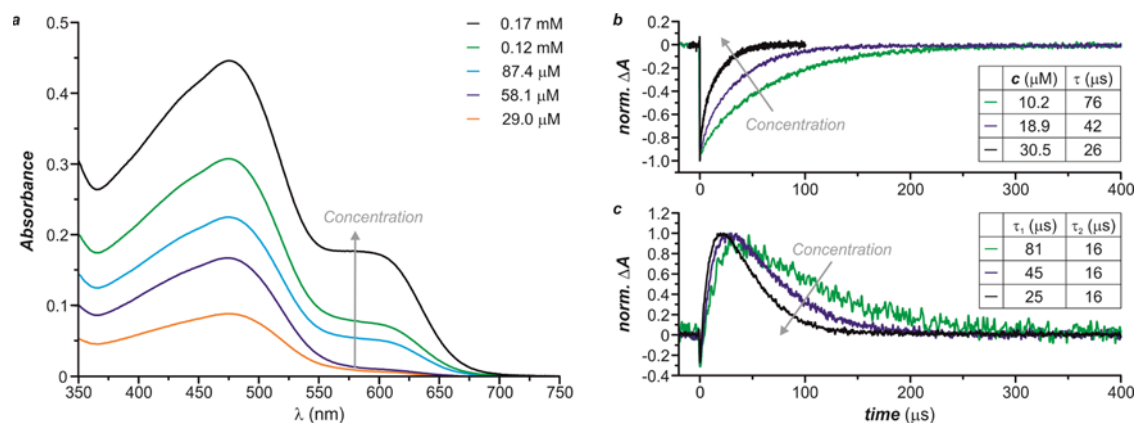 a
0.5
0.4
0.3
0.2
0.1
0
Absorbance
350 400 450 500 550 600 650 700 750
λ (nm)
0.17 mM
0.12 mM
87.4 μM
58.1 μM
29.0 μM
Concentration
b
0.2
0
-0.2
-0.4
-0.6
-0.8
-1.0
norm. ΔA
Concentration
c (μM) τ (μs)
10.2 76
18.9 42
30.5 26
0 100 200 300 400
c
1.2
1.0
0.8
0.6
0.4
0.2
0
-0.2
-0.4
norm. ΔA
Concentration
τ1 (μs) τ2 (μs)
81 16
45 16
25 16
0 100 200 300 400
time (μs)